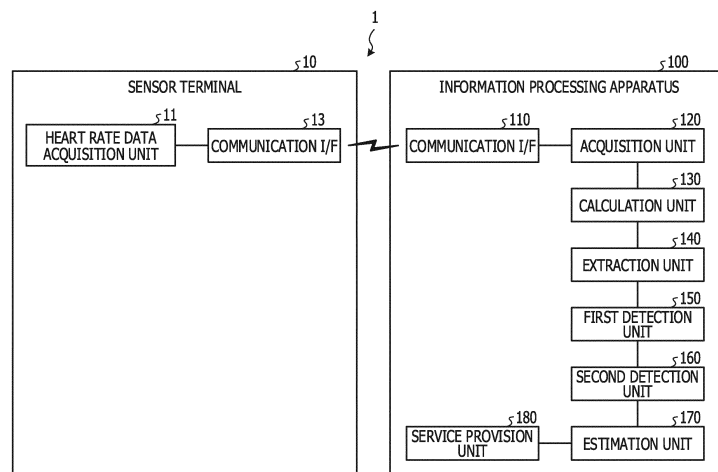 1
10
SENSOR TERMINAL
11
HEART RATE DATA
ACQUISITION UNIT
13
COMMUNICATION I/F
100
INFORMATION PROCESSING APPARATUS
110
COMMUNICATION I/F
120
ACQUISITION UNIT
130
CALCULATION UNIT
140
EXTRACTION UNIT
150
FIRST DETECTION
UNIT
160
SECOND DETECTION
UNIT
170
ESTIMATION UNIT
180
SERVICE PROVISION
UNIT